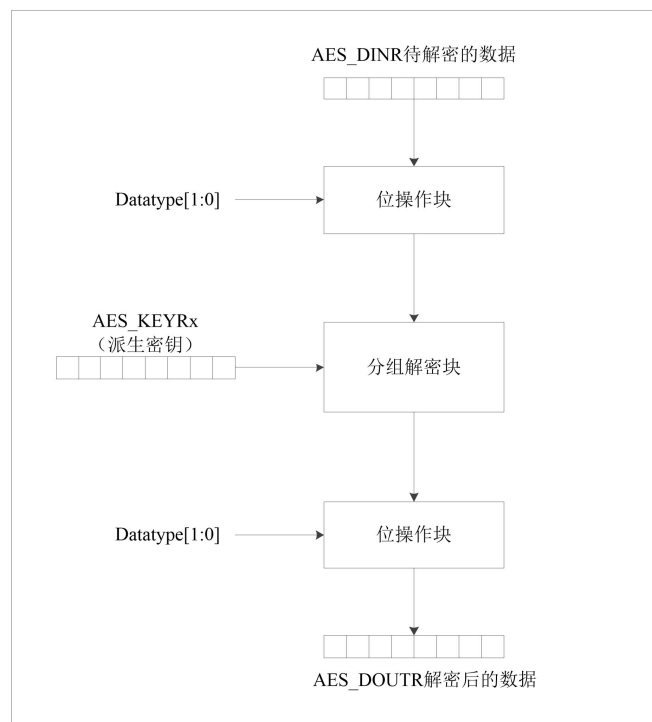 AES_DINR待解密的数据
Datatype[1:0]
位操作块
AES_KEYRx
（派生密钥）
分组解密块
Datatype[1:0]
位操作块
AES_DOUTR解密后的数据